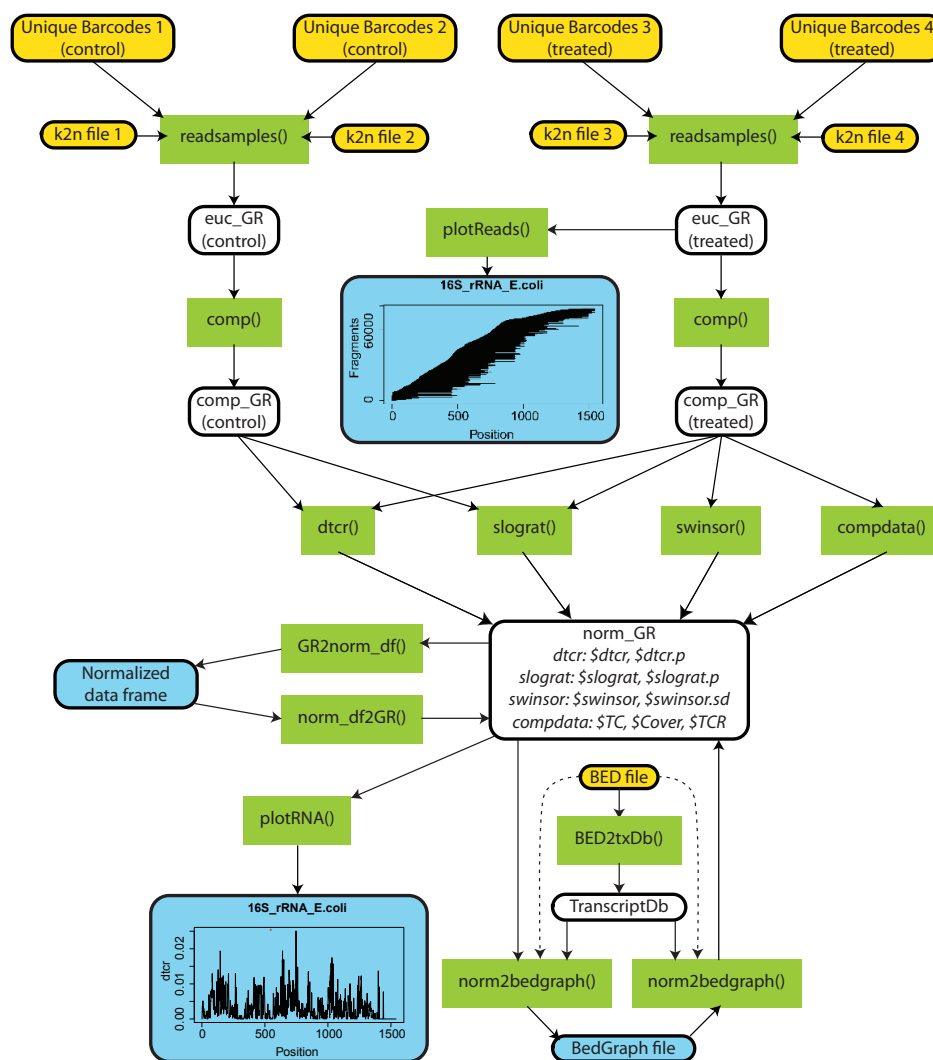 Unique Barcodes 1
(control)
Unique Barcodes 2
(control)
Unique Barcodes 3
(treated)
Unique Barcodes 4
(treated)
k2n file 1
readsamples()
k2n file 2
k2n file 3
readsamples()
k2n file 4
euc_GR
(control)
plotReads()
euc_GR
(treated)
comp()
16S_rRNA_E.coli
Fragments
60000
0
0
500
1000
1500
Position
comp()
comp_GR
(control)
comp_GR
(treated)
dtcr()
slograt()
swinsor()
compdata()
GR2norm_df()
Normalized
data frame
norm_df2GR()
norm_GR
dtcr: $dtcr, $dtcr.p
slograt: $slograt, $slograt.p
swinsor: $swinsor, $swinsor.sd
compdata: $TC, $Cover, $TCR
plotRNA()
BED file
BED2txDb()
TranscriptDb
16S_rRNA_E.coli
dtcr
0.02
0.01
0.00
0
500
1000
1500
Position
norm2bedgraph()
norm2bedgraph()
BedGraph file